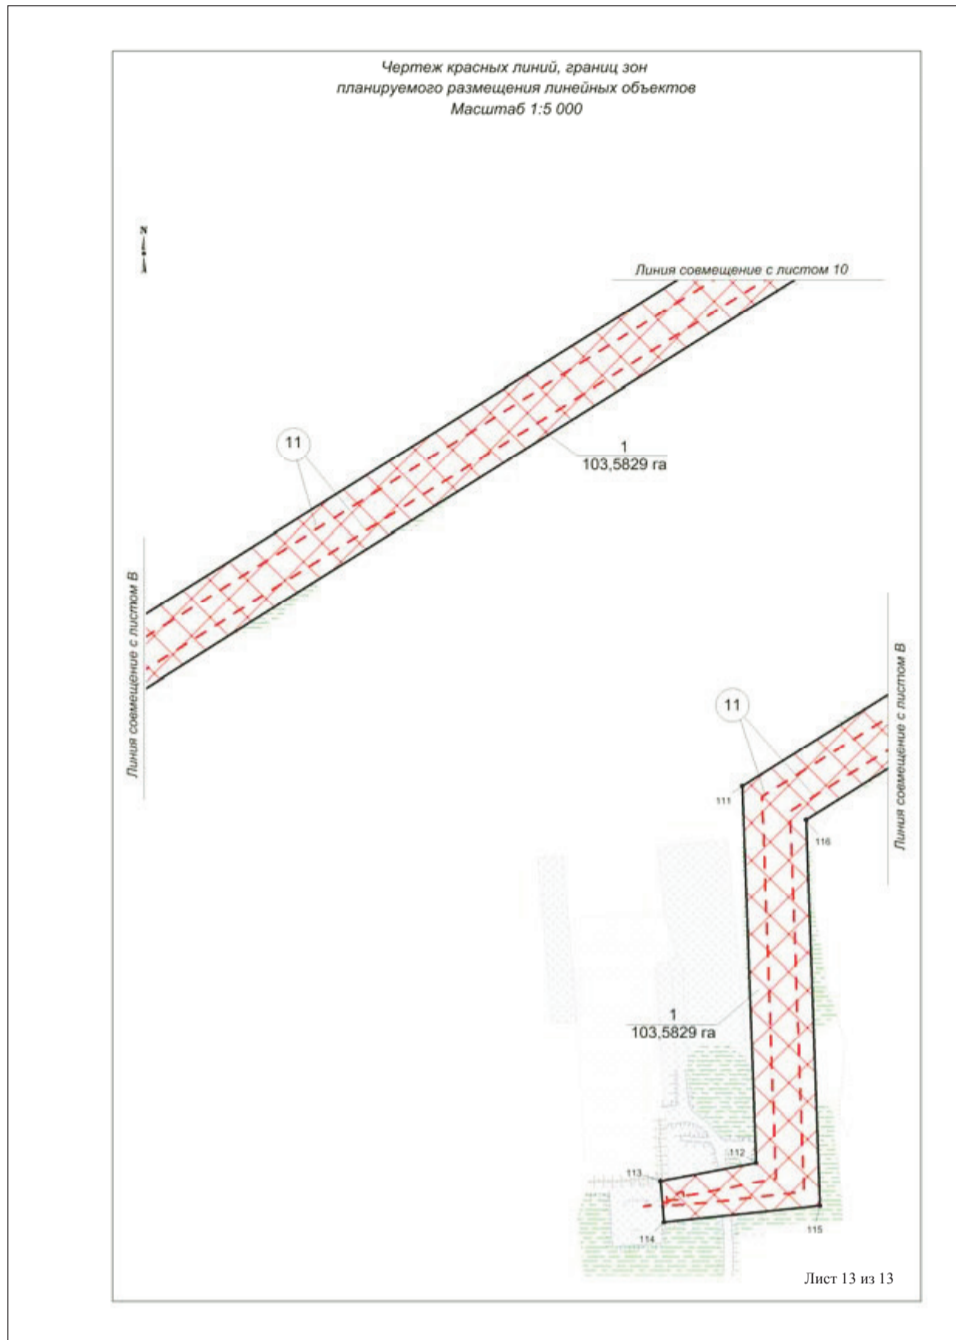 Чертеж красных линий, границ зон
планируемого размещения линейных объектов
Масштаб 1:5 000
N
Линия совмещение с листом 10
11
1
103,5829 га
Линия совмещение с листом В
Линия совмещение с листом В
11
111
116
1
103,5829 га
112
113
114
115
Лист 13 из 13